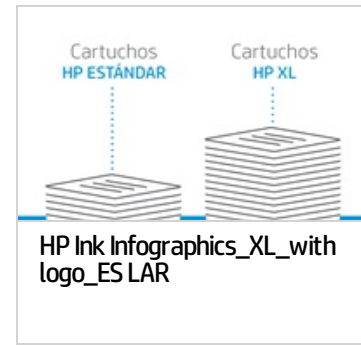 Cartuchos
HP ESTÁNDAR
Cartuchos
HP XL
HP Ink Infographics_XL_with
logo_ES LAR